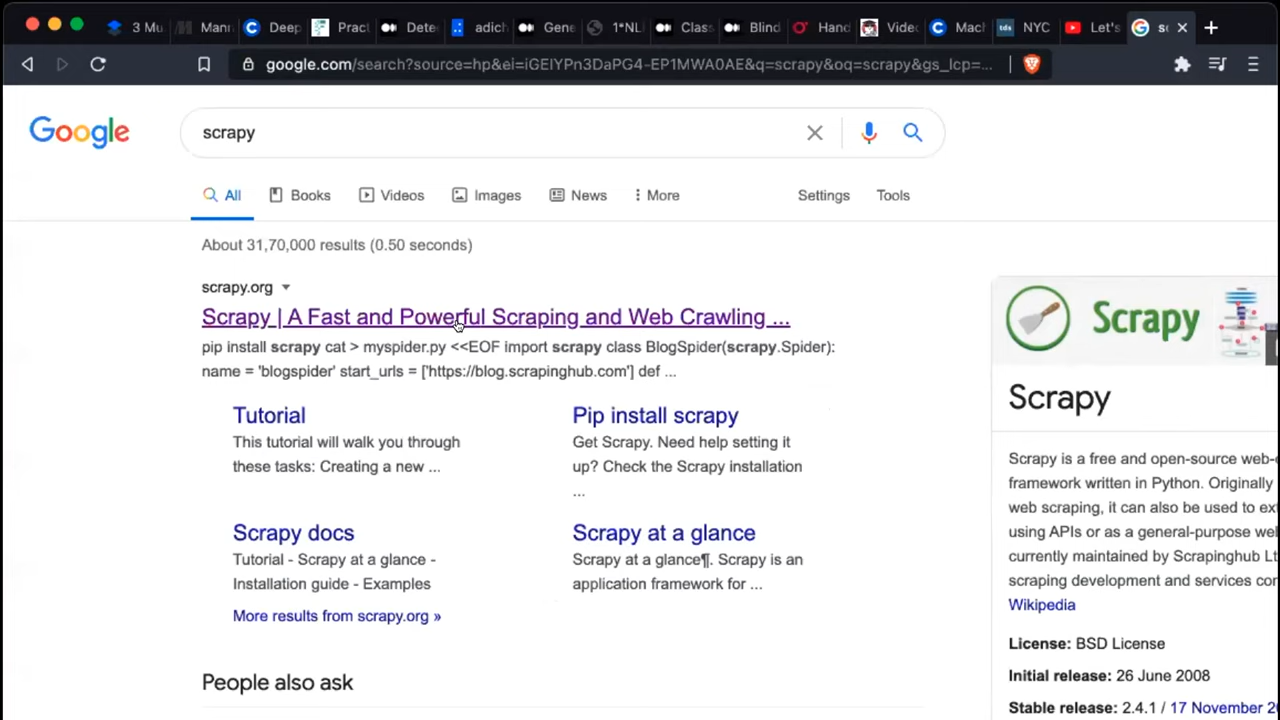 3 Mu
Mann
Deep
Pract
Dete
adich
Gene
1*NL
Class
Blind
Hand
Video
Macl
tds NYC
Let's
sc
google.com/search?source=hp&ei=iGEIYPn3DaPG4-EP1MWA0AE&q=scrapy&oq=scrapy&gs_lcp=...
Google
scrapy
All Books Videos Images News More Settings Tools
About 31,70,000 results (0.50 seconds)
scrapy.org
Scrapy | A Fast and Powerful Scraping and Web Crawling ...
pip install scrapy cat > myspider.py <<EOF import scrapy class BlogSpider(scrapy.Spider):
name = 'blogspider' start_urls = ['https://blog.scrapinghub.com'] def ...
Tutorial
This tutorial will walk you through
these tasks: Creating a new ...
Pip install scrapy
Get Scrapy. Need help setting it
up? Check the Scrapy installation
...
Scrapy docs
Tutorial - Scrapy at a glance -
Installation guide - Examples
Scrapy at a glance
Scrapy at a glance¶. Scrapy is an
application framework for ...
More results from scrapy.org »
People also ask
Scrapy
Scrapy
Scrapy is a free and open-source web-
framework written in Python. Originally
web scraping, it can also be used to ex
using APIs or as a general-purpose we
currently maintained by Scrapinghub Lt
scraping development and services co
Wikipedia
License: BSD License
Initial release: 26 June 2008
Stable release: 2.4.1 / 17 November 2